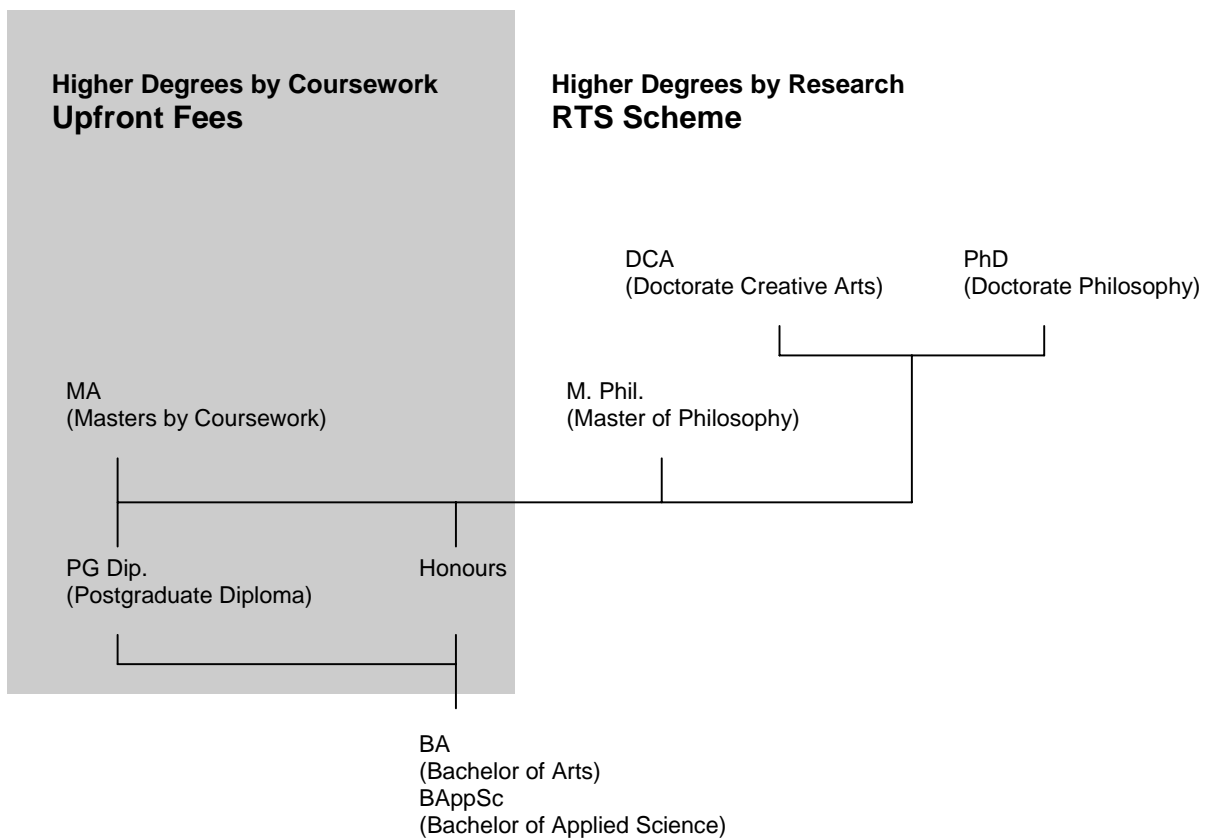 Higher Degrees by Coursework
Upfront Fees
Higher Degrees by Research
RTS Scheme
DCA
(Doctorate Creative Arts)
PhD
(Doctorate Philosophy)
MA
(Masters by Coursework)
M. Phil.
(Master of Philosophy)
PG Dip.
(Postgraduate Diploma)
Honours
BA
(Bachelor of Arts)
BAppSc
(Bachelor of Applied Science)